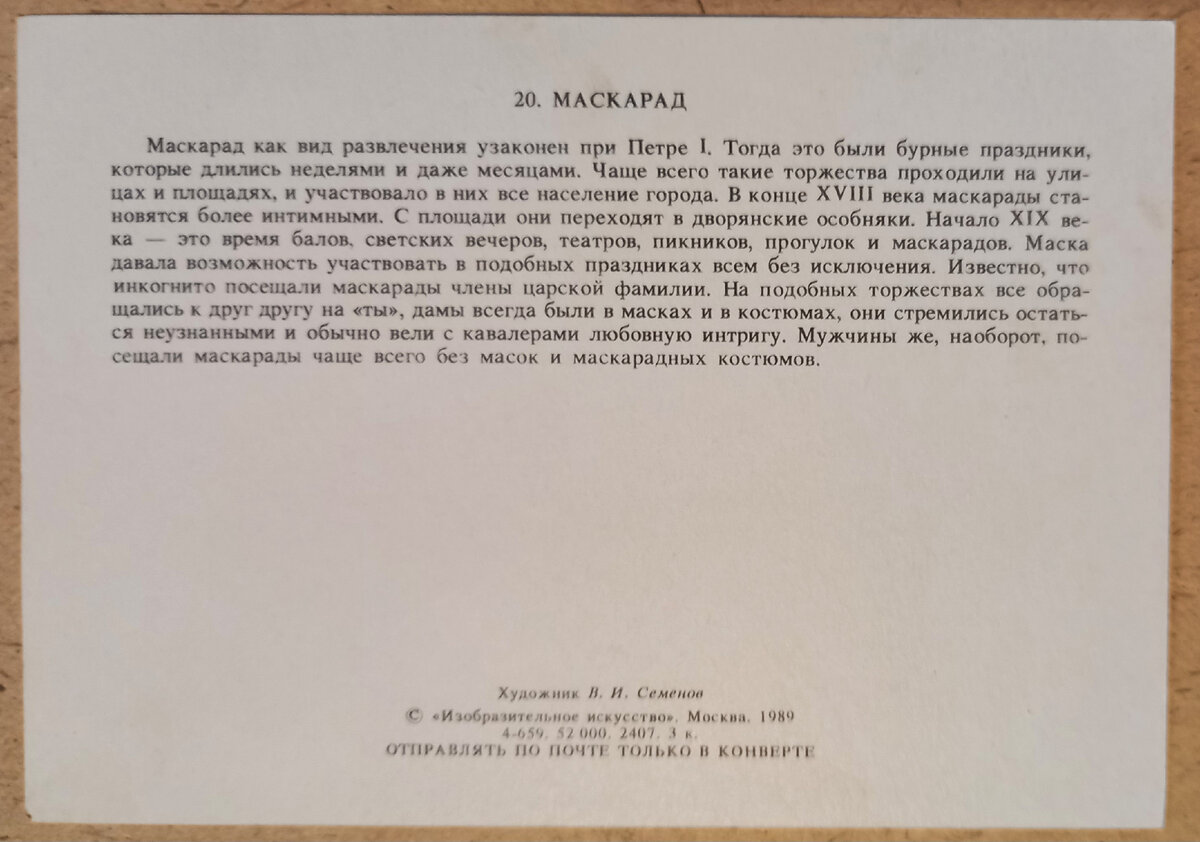 20. МАСКАРАД
Маскарад как вид развлечения узаконен при Петре I. Тогда это были бурные праздники,
которые длились неделями и даже месяцами. Чаще всего такие торжества проходили на ули-
цах и площадях, и участвовало в них все население города. В конце XVIII века маскарады ста-
новятся более интимными. С площади они переходят в дворянские особняки. Начало XIX ве-
ка — это время балов, светских вечеров, театров, пикников, прогулок и маскарадов. Маска
давала возможность участвовать в подобных праздниках всем без исключения. Известно, что
инкогнито посещали маскарады члены царской фамилии. На подобных торжествах все обра-
щались к друг другу на «ты», дамы всегда были в масках и в костюмах, они стремились остать-
ся неузнанными и обычно вели с кавалерами любовную интригу. Мужчины же, наоборот, по-
сещали маскарады чаще всего без масок и маскарадных костюмов.
Художник В. И. Семенов
© «Изобразительное искусство». Москва. 1989
4-659. 52 000. 2407. 3 к.
ОТПРАВЛЯТЬ ПО ПОЧТЕ ТОЛЬКО В КОНВЕРТЕ